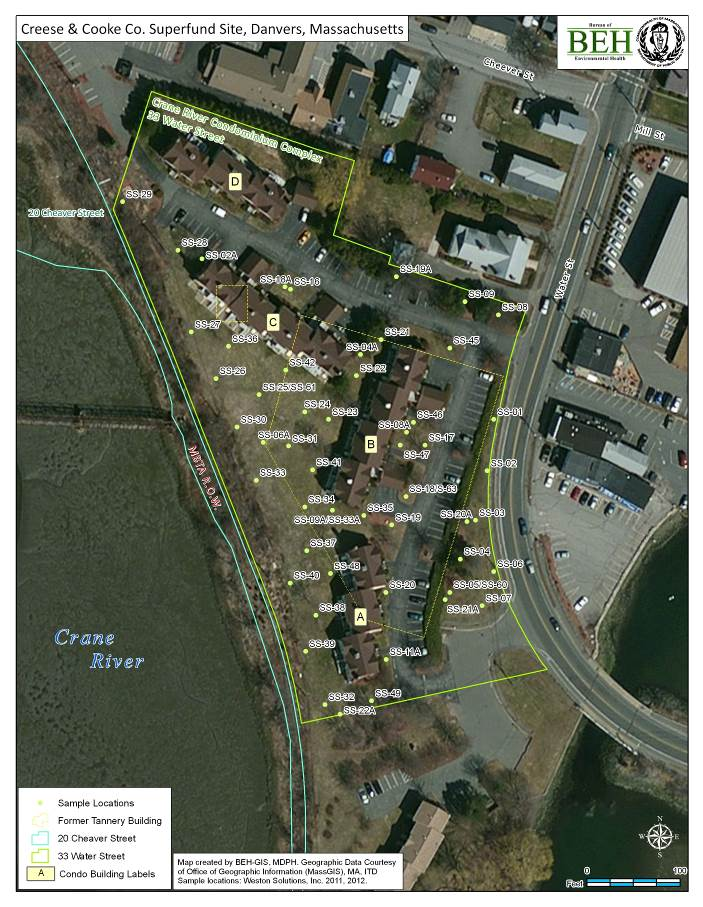 Creese & Cooke Co. Superfund Site, Danvers, Massachusetts
Bureau of
BEH
Environmental Health
Cheever St
Mill St
Crane River Condominium Complex
33 Water Street
D
SS-29
20 Cheaver Street
SS-28
SS-02A
Water St
SS-19A
SS-18A
SS-16
SS-09
SS-08
C
SS-27
SS-36
SS-21
SS-04A
SS-45
SS-42
SS-22
SS-26
SS-25/SS-61
SS-24
SS-23
SS-46
SS-01
SS-30
SS-08A
SS-06A
SS-31
B
SS-17
SS-47
SS-41
SS-02
MBTA R.O.W.
SS-33
SS-18/S-63
SS-34
SS-35
SS-09A/SS-33A
SS-19
SS-20A
SS-03
SS-37
SS-04
SS-48
SS-06
SS-40
SS-20
SS-05/SS-60
SS-07
SS-38
A
SS-21A
Crane
River
SS-39
SS-11A
SS-32
SS-49
SS-22A
Sample Locations
Former Tannery Building
20 Cheaver Street
33 Water Street
A Condo Building Labels
Map created by BEH-GIS, MDPH. Geographic Data Courtesy
of Office of Geographic Information (MassGIS), MA, ITD
Sample locations: Weston Solutions, Inc. 2011, 2012.
N
W E
S
0 100
Feet